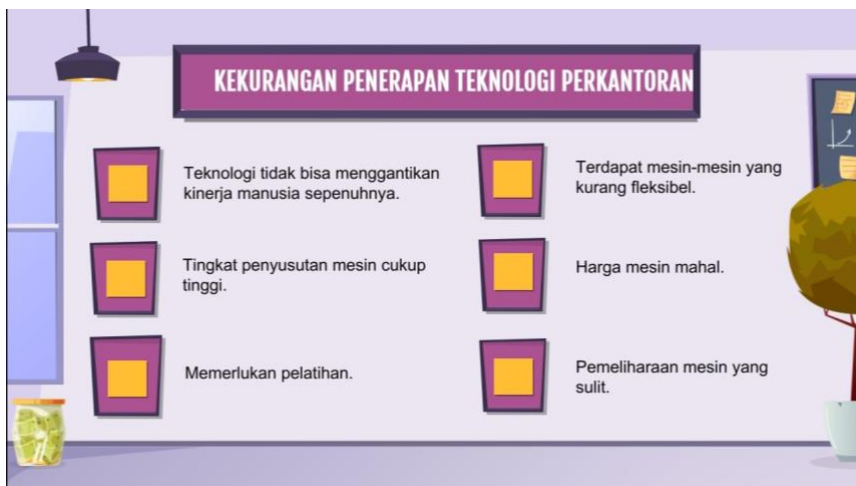 KEKURANGAN PENERAPAN TEKNOLOGI PERKANTORAN
Teknologi tidak bisa menggantikan
kinerja manusia sepenuhnya.
Tingkat penyusutan mesin cukup
tinggi.
Memerlukan pelatihan.
Terdapat mesin-mesin yang
kurang fleksibel.
Harga mesin mahal.
Pemeliharaan mesin yang
sulit.